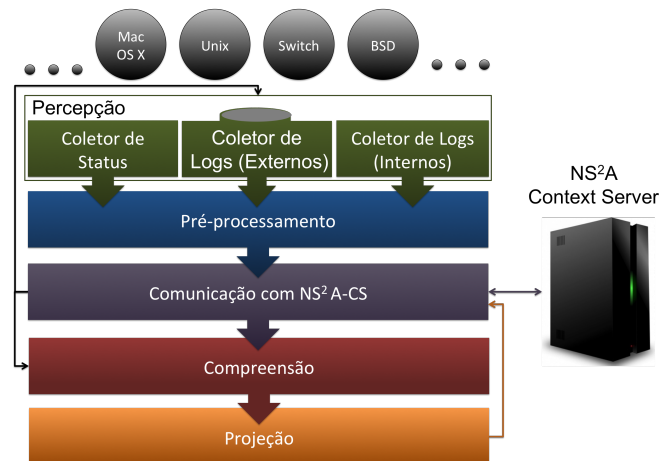 Mac
OS X
Unix
Switch
BSD
Percepção
Coletor de
Status
Coletor de
Logs (Externos)
Coletor de Logs
(Internos)
NS²A
Context Server
Pré-processamento
Comunicação com NS² A-CS
Compreensão
Projeção